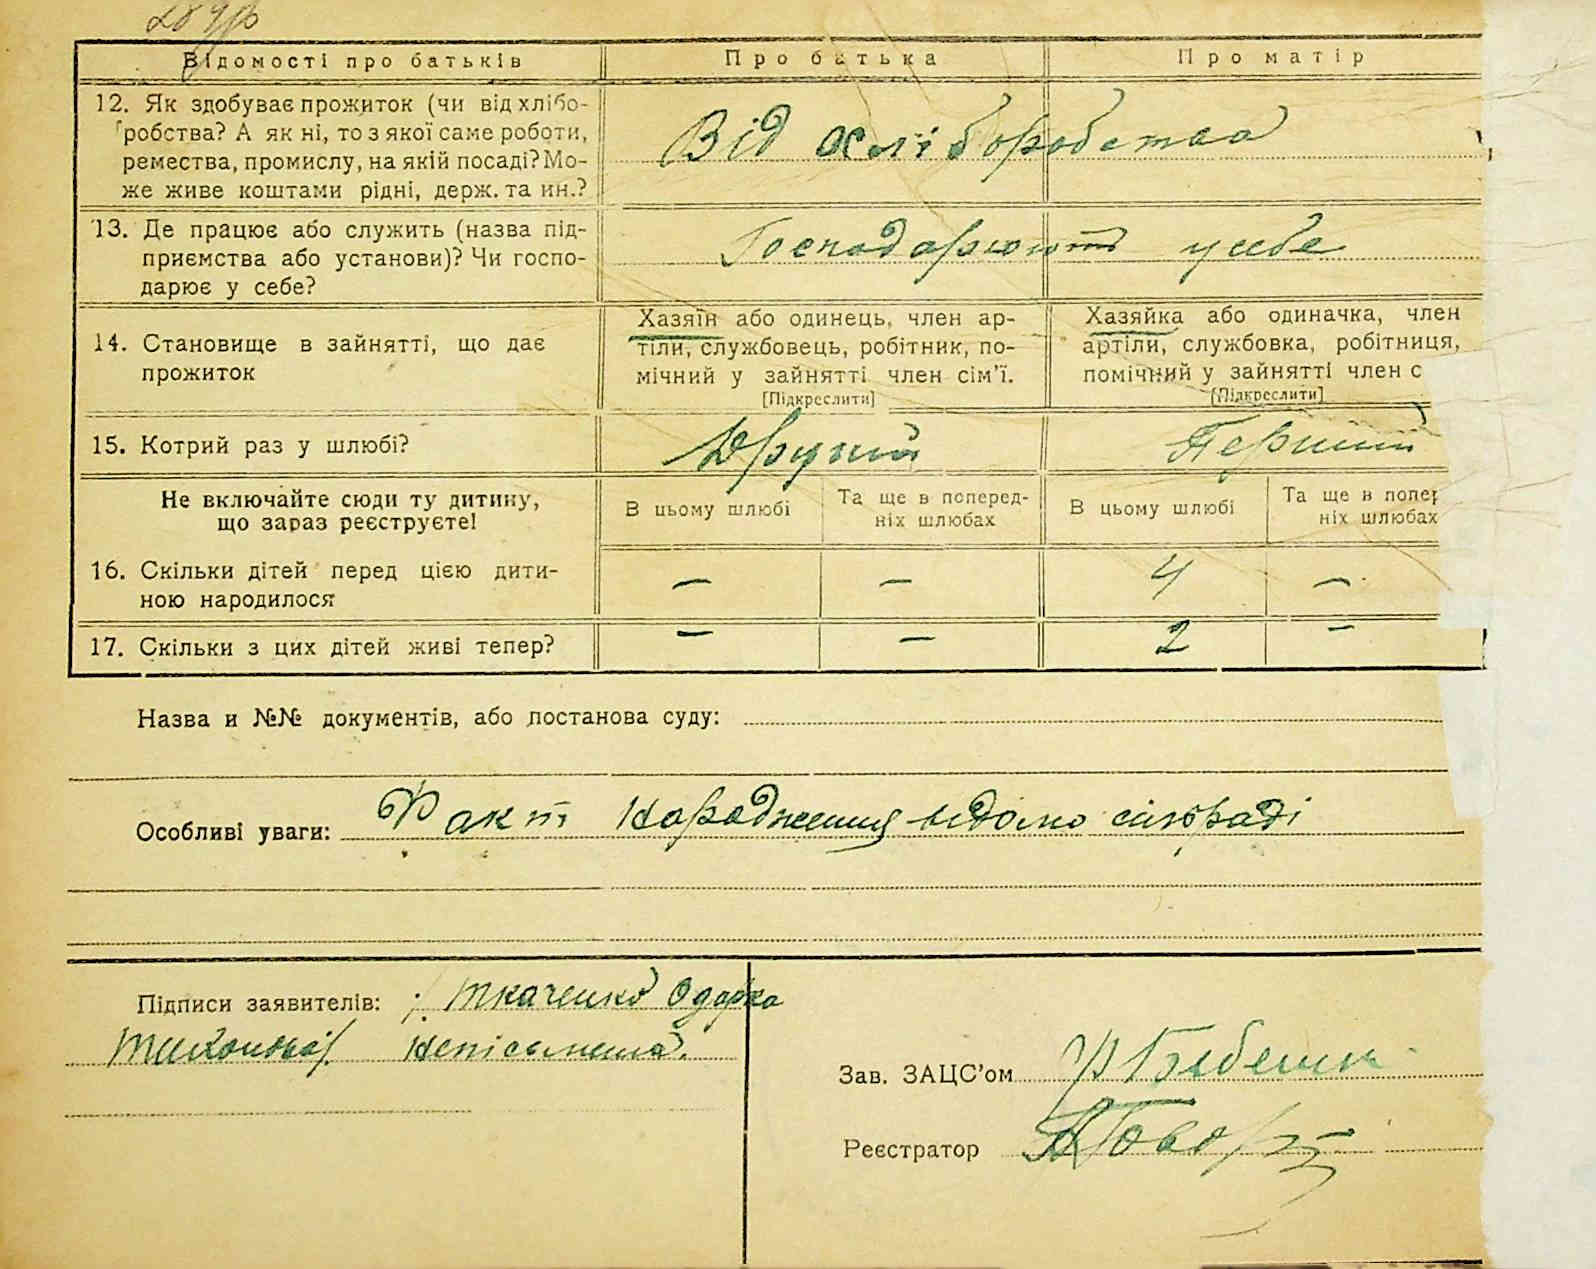 Відомості про батьків Про батька Про матір
12. Як здобуває прожиток (чи від хлібо-
робства? А як ні, то з якої саме роботи,
ремества, промислу, на якій посаді? Мо-
же живе коштами рідні, держ. та ин.?
Від хліборобства
13. Де працює або служить (назва під-
приємства або установи)? Чи госпо-
дарює у себе?
Господарюють у себе
14. Становище в зайнятті, що дає
прожиток
Хазяїн або одинець, член ар-
тілі, службовець, робітник, по-
мічний у зайнятті член сім'ї.
[Підкреслити]
Хазяйка або одиначка, член
артіли, службовка, робітниця,
помічний у зайнятті член с
[Підкреслити]
15. Котрий раз у шлюбі? Другий Перший
Не включайте сюди ту дитину,
що зараз реєструєте!
В цьому шлюбі
Та ще в поперед-
ніх шлюбах
В цьому шлюбі
Та ще в попер
ніх шлюбах
16. Скільки дітей перед цією дити-
ною народилося
— — 4 —
17. Скільки з цих дітей живі тепер? — — 2 —
Назва и №№ документів, або постанова суду:
Особливі уваги: Факт народження відомо сільраді
Підписи заявителів: Ткаченко Одарка
неписьменна.
Зав. ЗАЦС'ом
Реєстратор